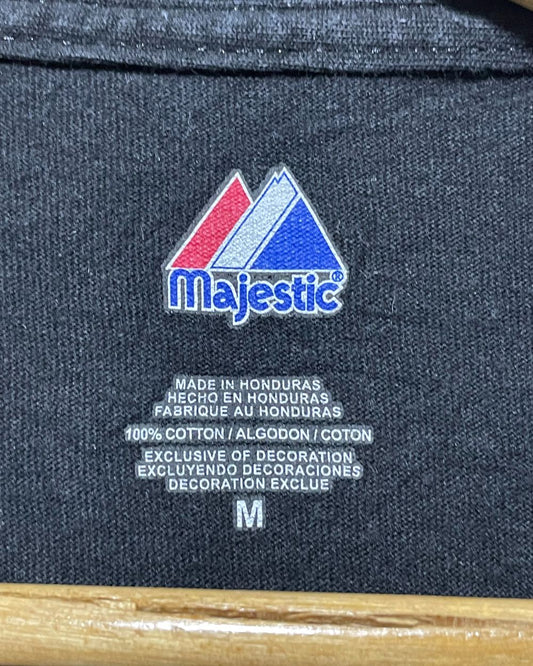 Majestic®
MADE IN HONDURAS
HECHO EN HONDURAS
FABRIQUE AU HONDURAS
100% COTTON / ALGODON / COTON
EXCLUSIVE OF DECORATION
EXCLUYENDO DECORACIONES
DECORATION EXCLUE
M